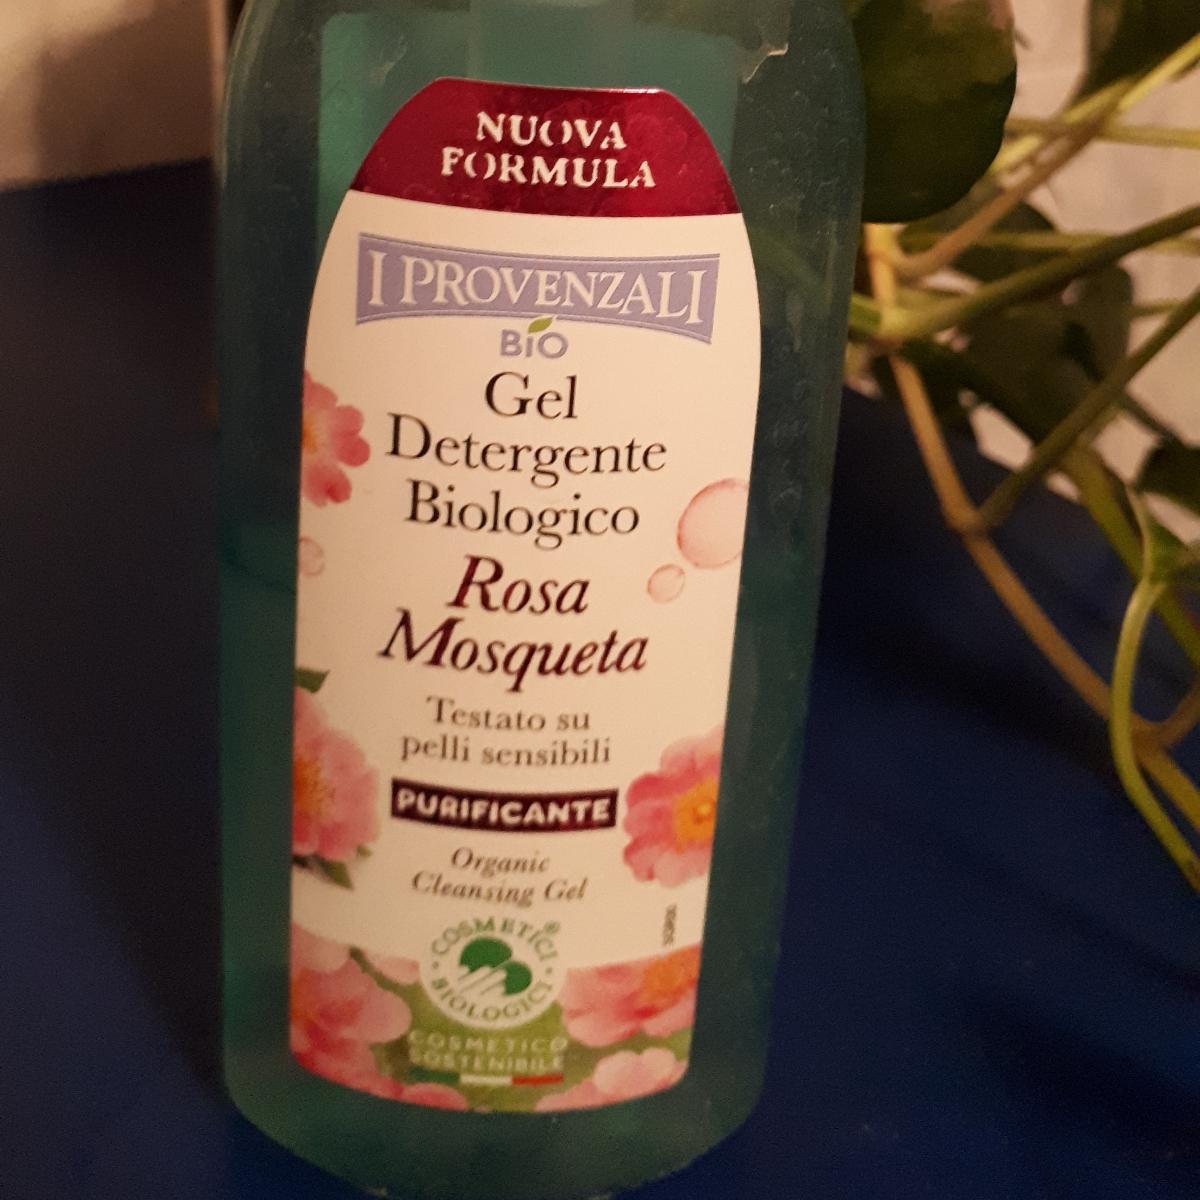 NUOVA
FORMULA
I PROVENZALI
BiO
Gel
Detergente
Biologico
Rosa
Mosqueta
Testato su
pelli sensibili
PURIFICANTE
Organic
Cleansing Gel
COSMETICI ®
BIOLOGICI
COSMETICO
SOSTENIBILE